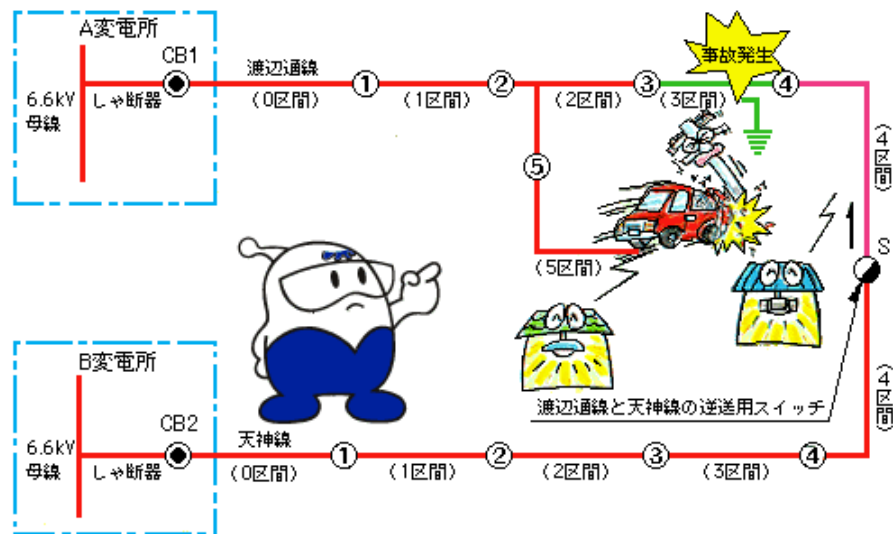 A変電所
CB1
6.6kV
母線
しゃ断器
渡辺通線
(0区間)
①
(1区間)
②
(2区間)
③
(3区間)
事故発生
④
(4区間)
⑤
(5区間)
S
渡辺通線と天神線の逆送用スイッチ
(4区間)
B変電所
CB2
6.6kV
母線
しゃ断器
天神線
(0区間)
①
(1区間)
②
(2区間)
③
(3区間)
④